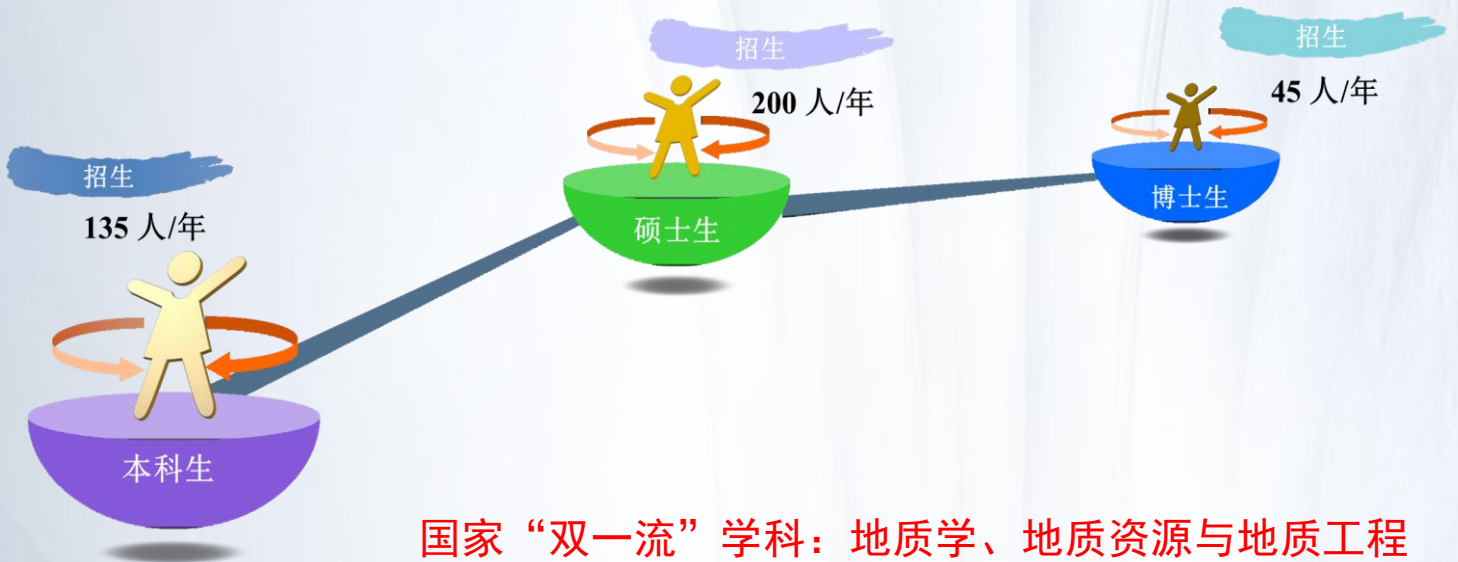 招生
135 人/年
本科生
招生
200 人/年
硕士生
招生
45 人/年
博士生
国家“双一流”学科：地质学、地质资源与地质工程